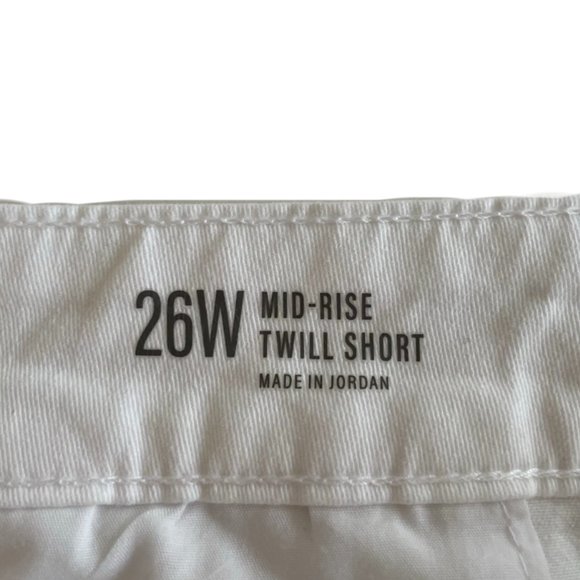 26W MID-RISE
TWILL SHORT
MADE IN JORDAN